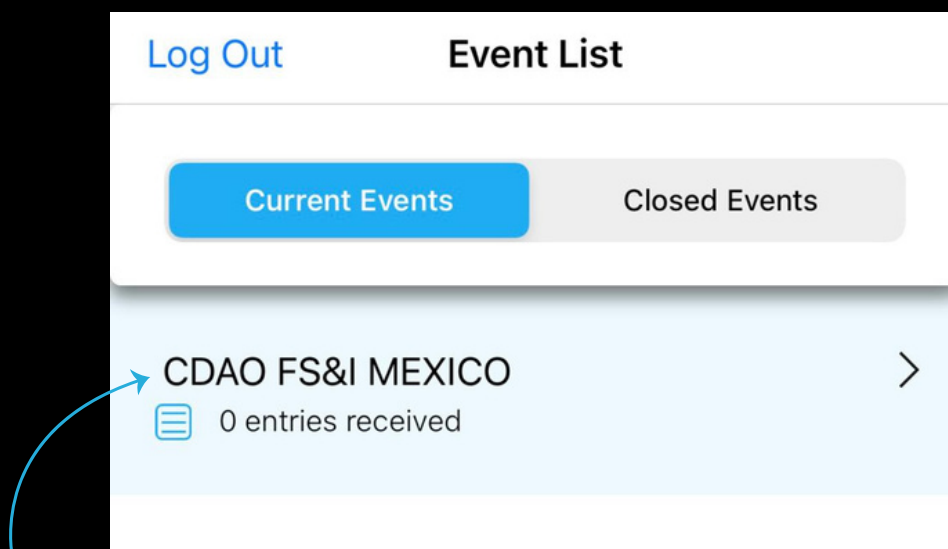 Log Out Event List
Current Events Closed Events
CDAO FS&I MEXICO
0 entries received